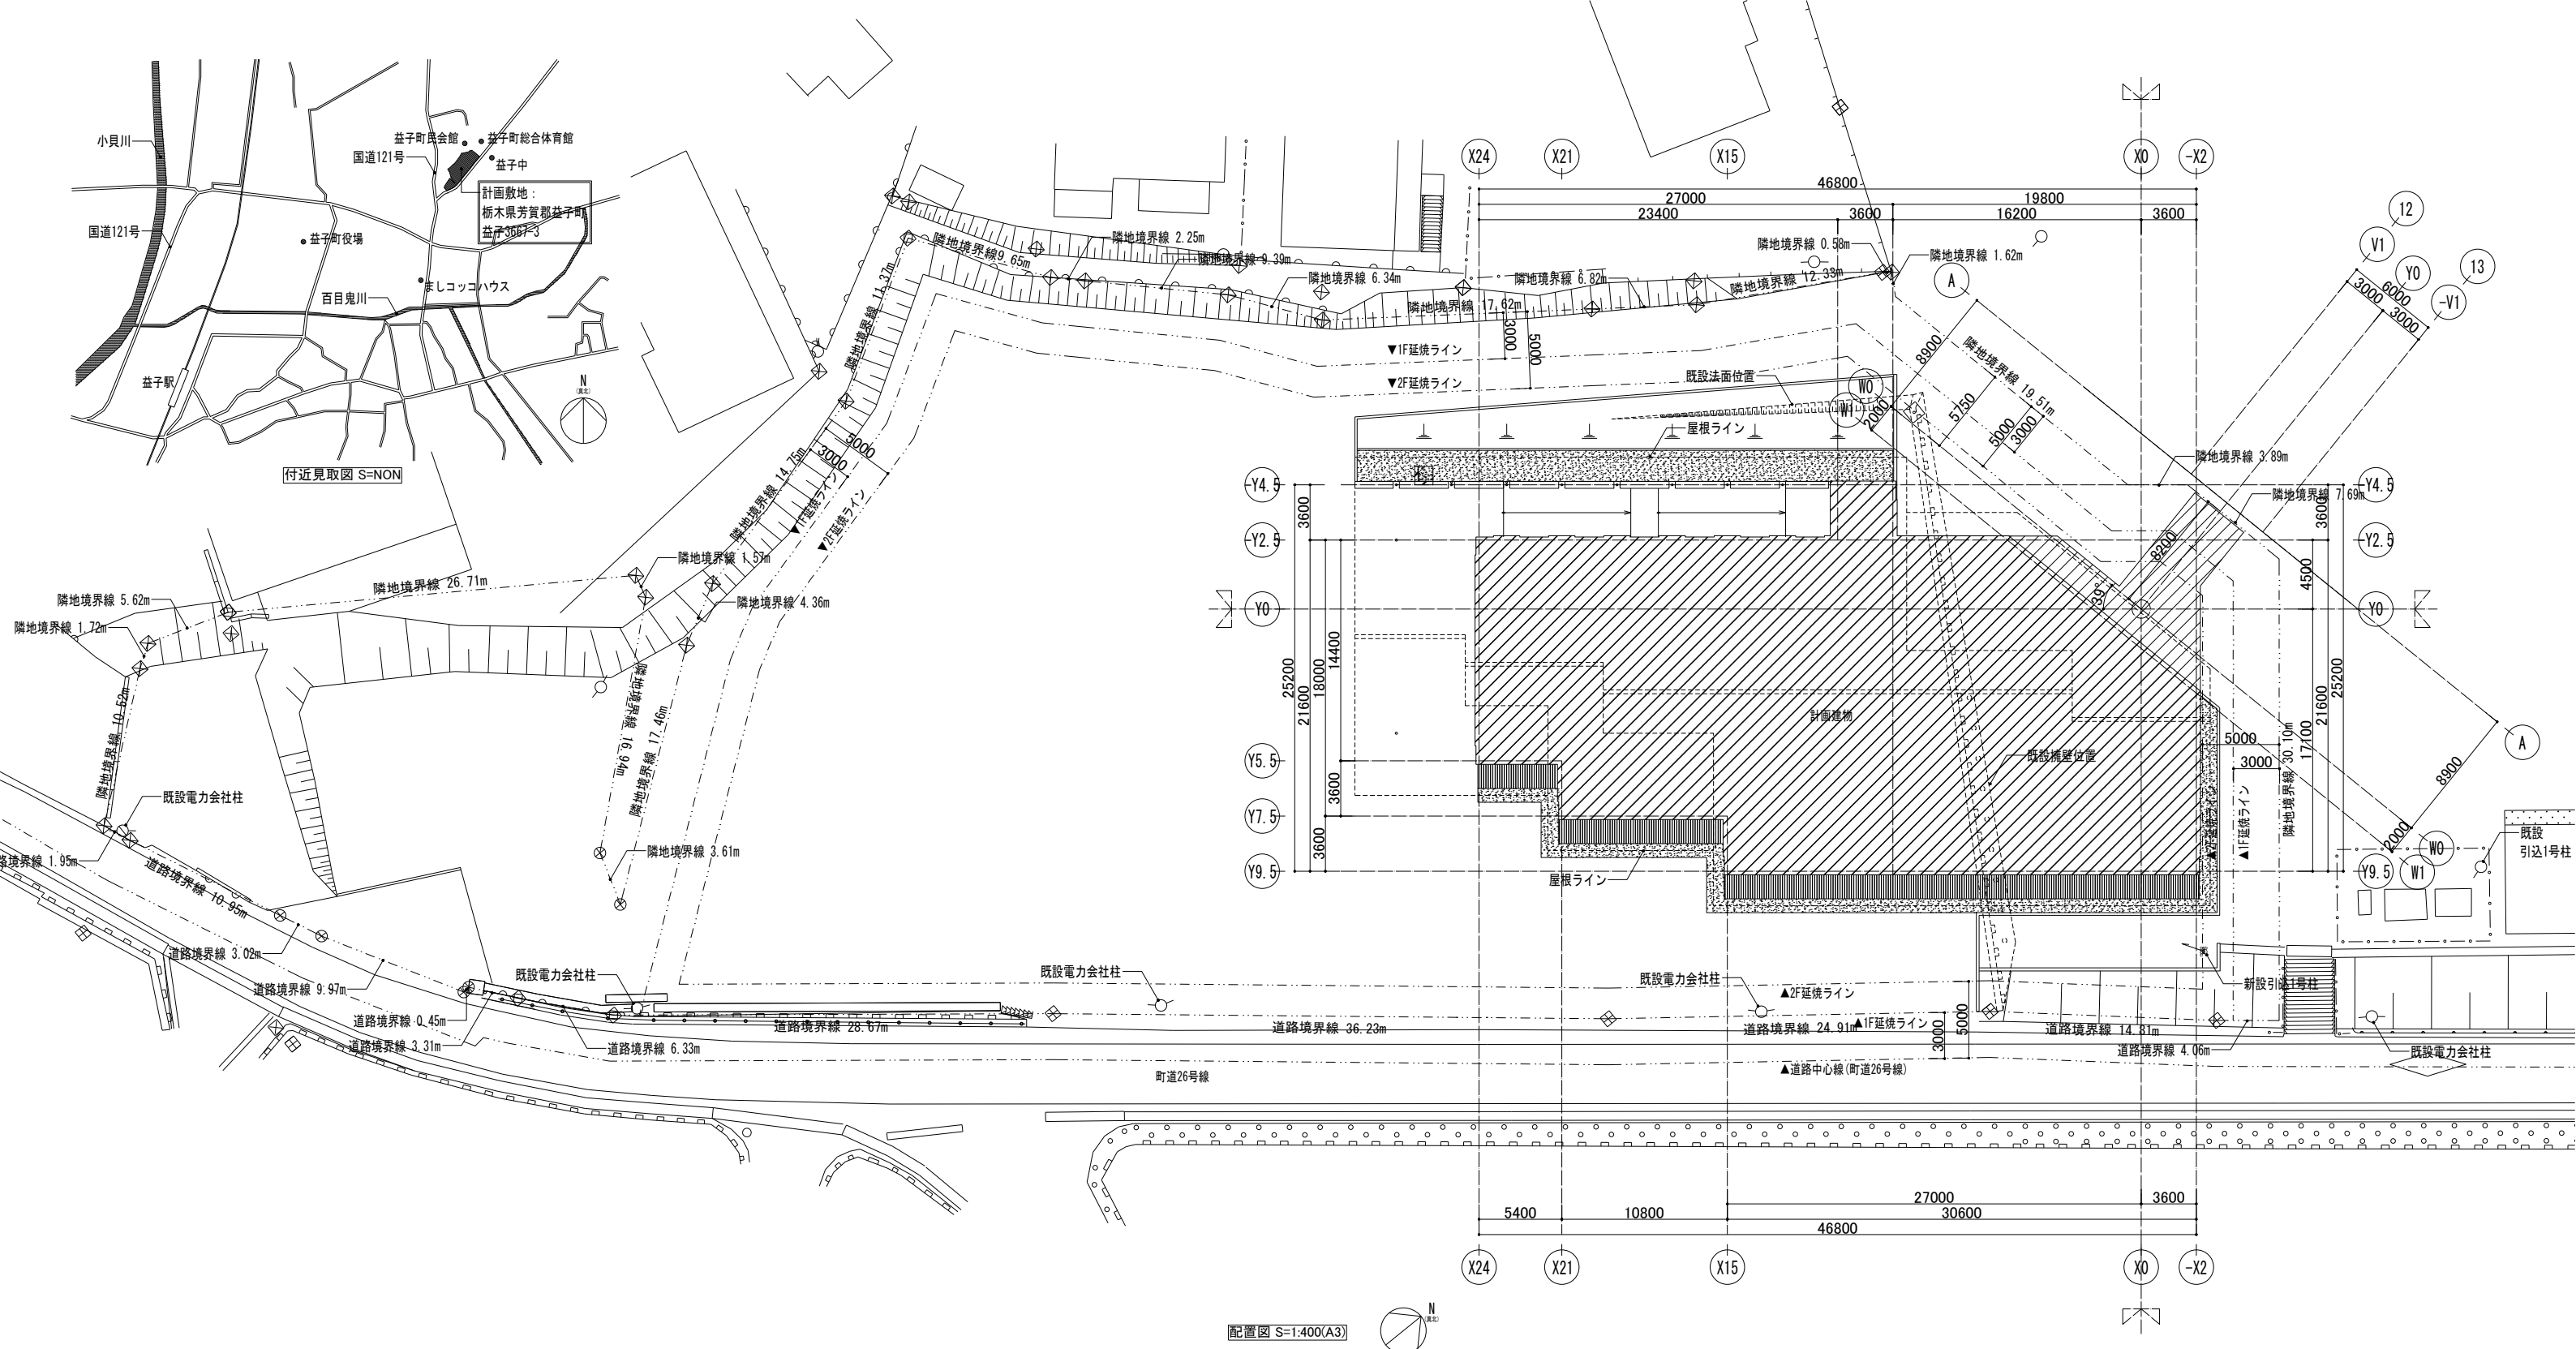 小貝川
国道121号
国道121号
益子町民会館
益子町総合体育館
益子中
計画敷地：
栃木県芳賀郡益子町
益子3667-3
益子町役場
ましコッコハウス
百目鬼川
益子駅
N
(真北)
付近見取図 S=NON
X24
X21
X15
X0
-X2
46800
27000
19800
23400
3600
16200
3600
隣地境界線9.65m
隣地境界線 2.25m
隣地境界線 9.39m
隣地境界線 6.34m
隣地境界線 17.62m
隣地境界線 6.82m
隣地境界線 12.33m
隣地境界線 0.58m
隣地境界線 1.62m
隣地境界線 11.37m
隣地境界線 14.75m
隣地境界線 19.51m
隣地境界線 3.89m
隣地境界線 7.69m
12
V1
Y0
13
-V1
6000
3000
3000
A
8900
W0
W1
2000
5750
5000
3000
3000
5000
▼1F延焼ライン
▼2F延焼ライン
既設法面位置
屋根ライン
5000
3000
▲1F延焼ライン
▼2F延焼ライン
隣地境界線 1.57m
隣地境界線 26.71m
隣地境界線 5.62m
隣地境界線 1.72m
隣地境界線 4.36m
隣地境界線 10.52m
隣地境界線 16.94m
隣地境界線 17.46m
隣地境界線 3.61m
-Y4.5
-Y2.5
Y0
Y5.5
Y7.5
Y9.5
3600
14400
18000
21600
25200
3600
3600
-Y4.5
-Y2.5
Y0
Y9.5
3600
4500
17100
21600
25200
8200
39°
計画建物
既設擁壁位置
屋根ライン
5000
3000
隣地境界線 30.10m
▲1F延焼ライン
8900
A
2000
W0
W1
既設
引込1号柱
既設電力会社柱
道路境界線 10.95m
道路境界線 3.02m
道路境界線 9.97m
道路境界線 0.45m
道路境界線 3.31m
道路境界線 6.33m
既設電力会社柱
道路境界線 28.67m
既設電力会社柱
道路境界線 36.23m
既設電力会社柱
▲2F延焼ライン
道路境界線 24.91m
▲1F延焼ライン
3000
5000
道路境界線 14.81m
道路境界線 4.06m
新設引込1号柱
既設電力会社柱
町道26号線
▲道路中心線(町道26号線)
27000
3600
5400
10800
30600
46800
X24
X21
X15
X0
-X2
配置図 S=1:400(A3)
N
(真北)